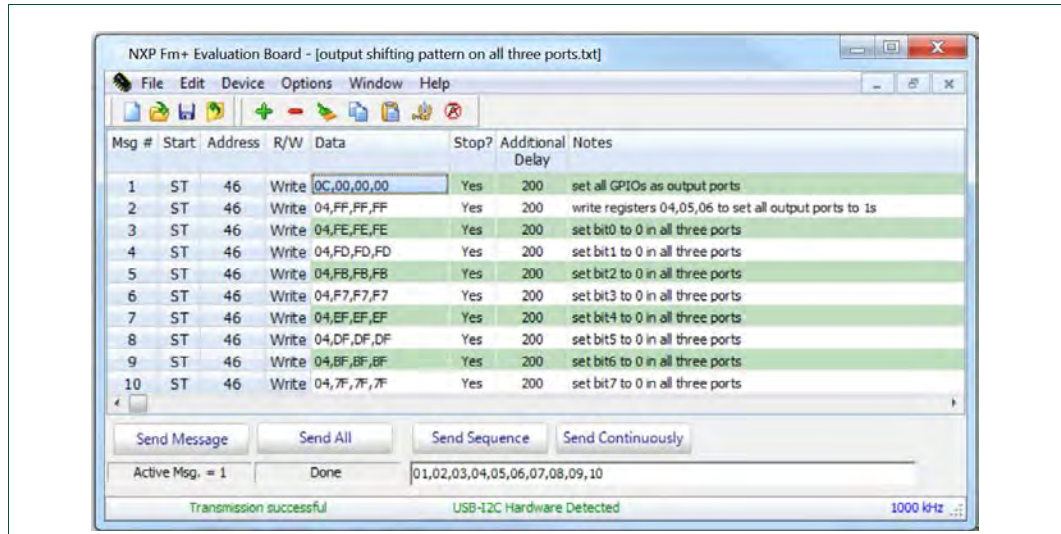 NXP Fm+ Evaluation Board - [output shifting pattern on all three ports.txt]
File Edit Device Options Window Help
Msg # Start Address R/W Data Stop? Additional Delay Notes
1 ST 46 Write 0C,00,00,00 Yes 200 set all GPIOs as output ports
2 ST 46 Write 04,FF,FF,FF Yes 200 write registers 04,05,06 to set all output ports to 1s
3 ST 46 Write 04,FE,FE,FE Yes 200 set bit0 to 0 in all three ports
4 ST 46 Write 04,FD,FD,FD Yes 200 set bit1 to 0 in all three ports
5 ST 46 Write 04,FB,FB,FB Yes 200 set bit2 to 0 in all three ports
6 ST 46 Write 04,F7,F7,F7 Yes 200 set bit3 to 0 in all three ports
7 ST 46 Write 04,EF,EF,EF Yes 200 set bit4 to 0 in all three ports
8 ST 46 Write 04,DF,DF,DF Yes 200 set bit5 to 0 in all three ports
9 ST 46 Write 04,BF,BF,BF Yes 200 set bit6 to 0 in all three ports
10 ST 46 Write 04,7F,7F,7F Yes 200 set bit7 to 0 in all three ports
Send Message Send All Send Sequence Send Continuously
Active Msg. = 1 Done 01,02,03,04,05,06,07,08,09,10
Transmission successful USB-I2C Hardware Detected 1000 kHz